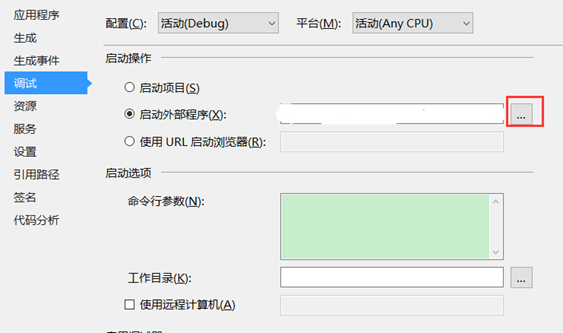 应用程序
生成
生成事件
调试
资源
服务
设置
引用路径
签名
代码分析
配置(C): 活动(Debug) 平台(M): 活动(Any CPU)
启动操作
启动项目(S)
启动外部程序(X): ...
使用 URL 启动浏览器(R):
启动选项
命令行参数(N):
工作目录(K): ...
使用远程计算机(A)